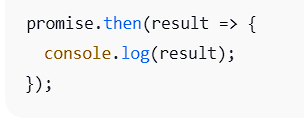 promise.then(result => {
  console.log(result);
});